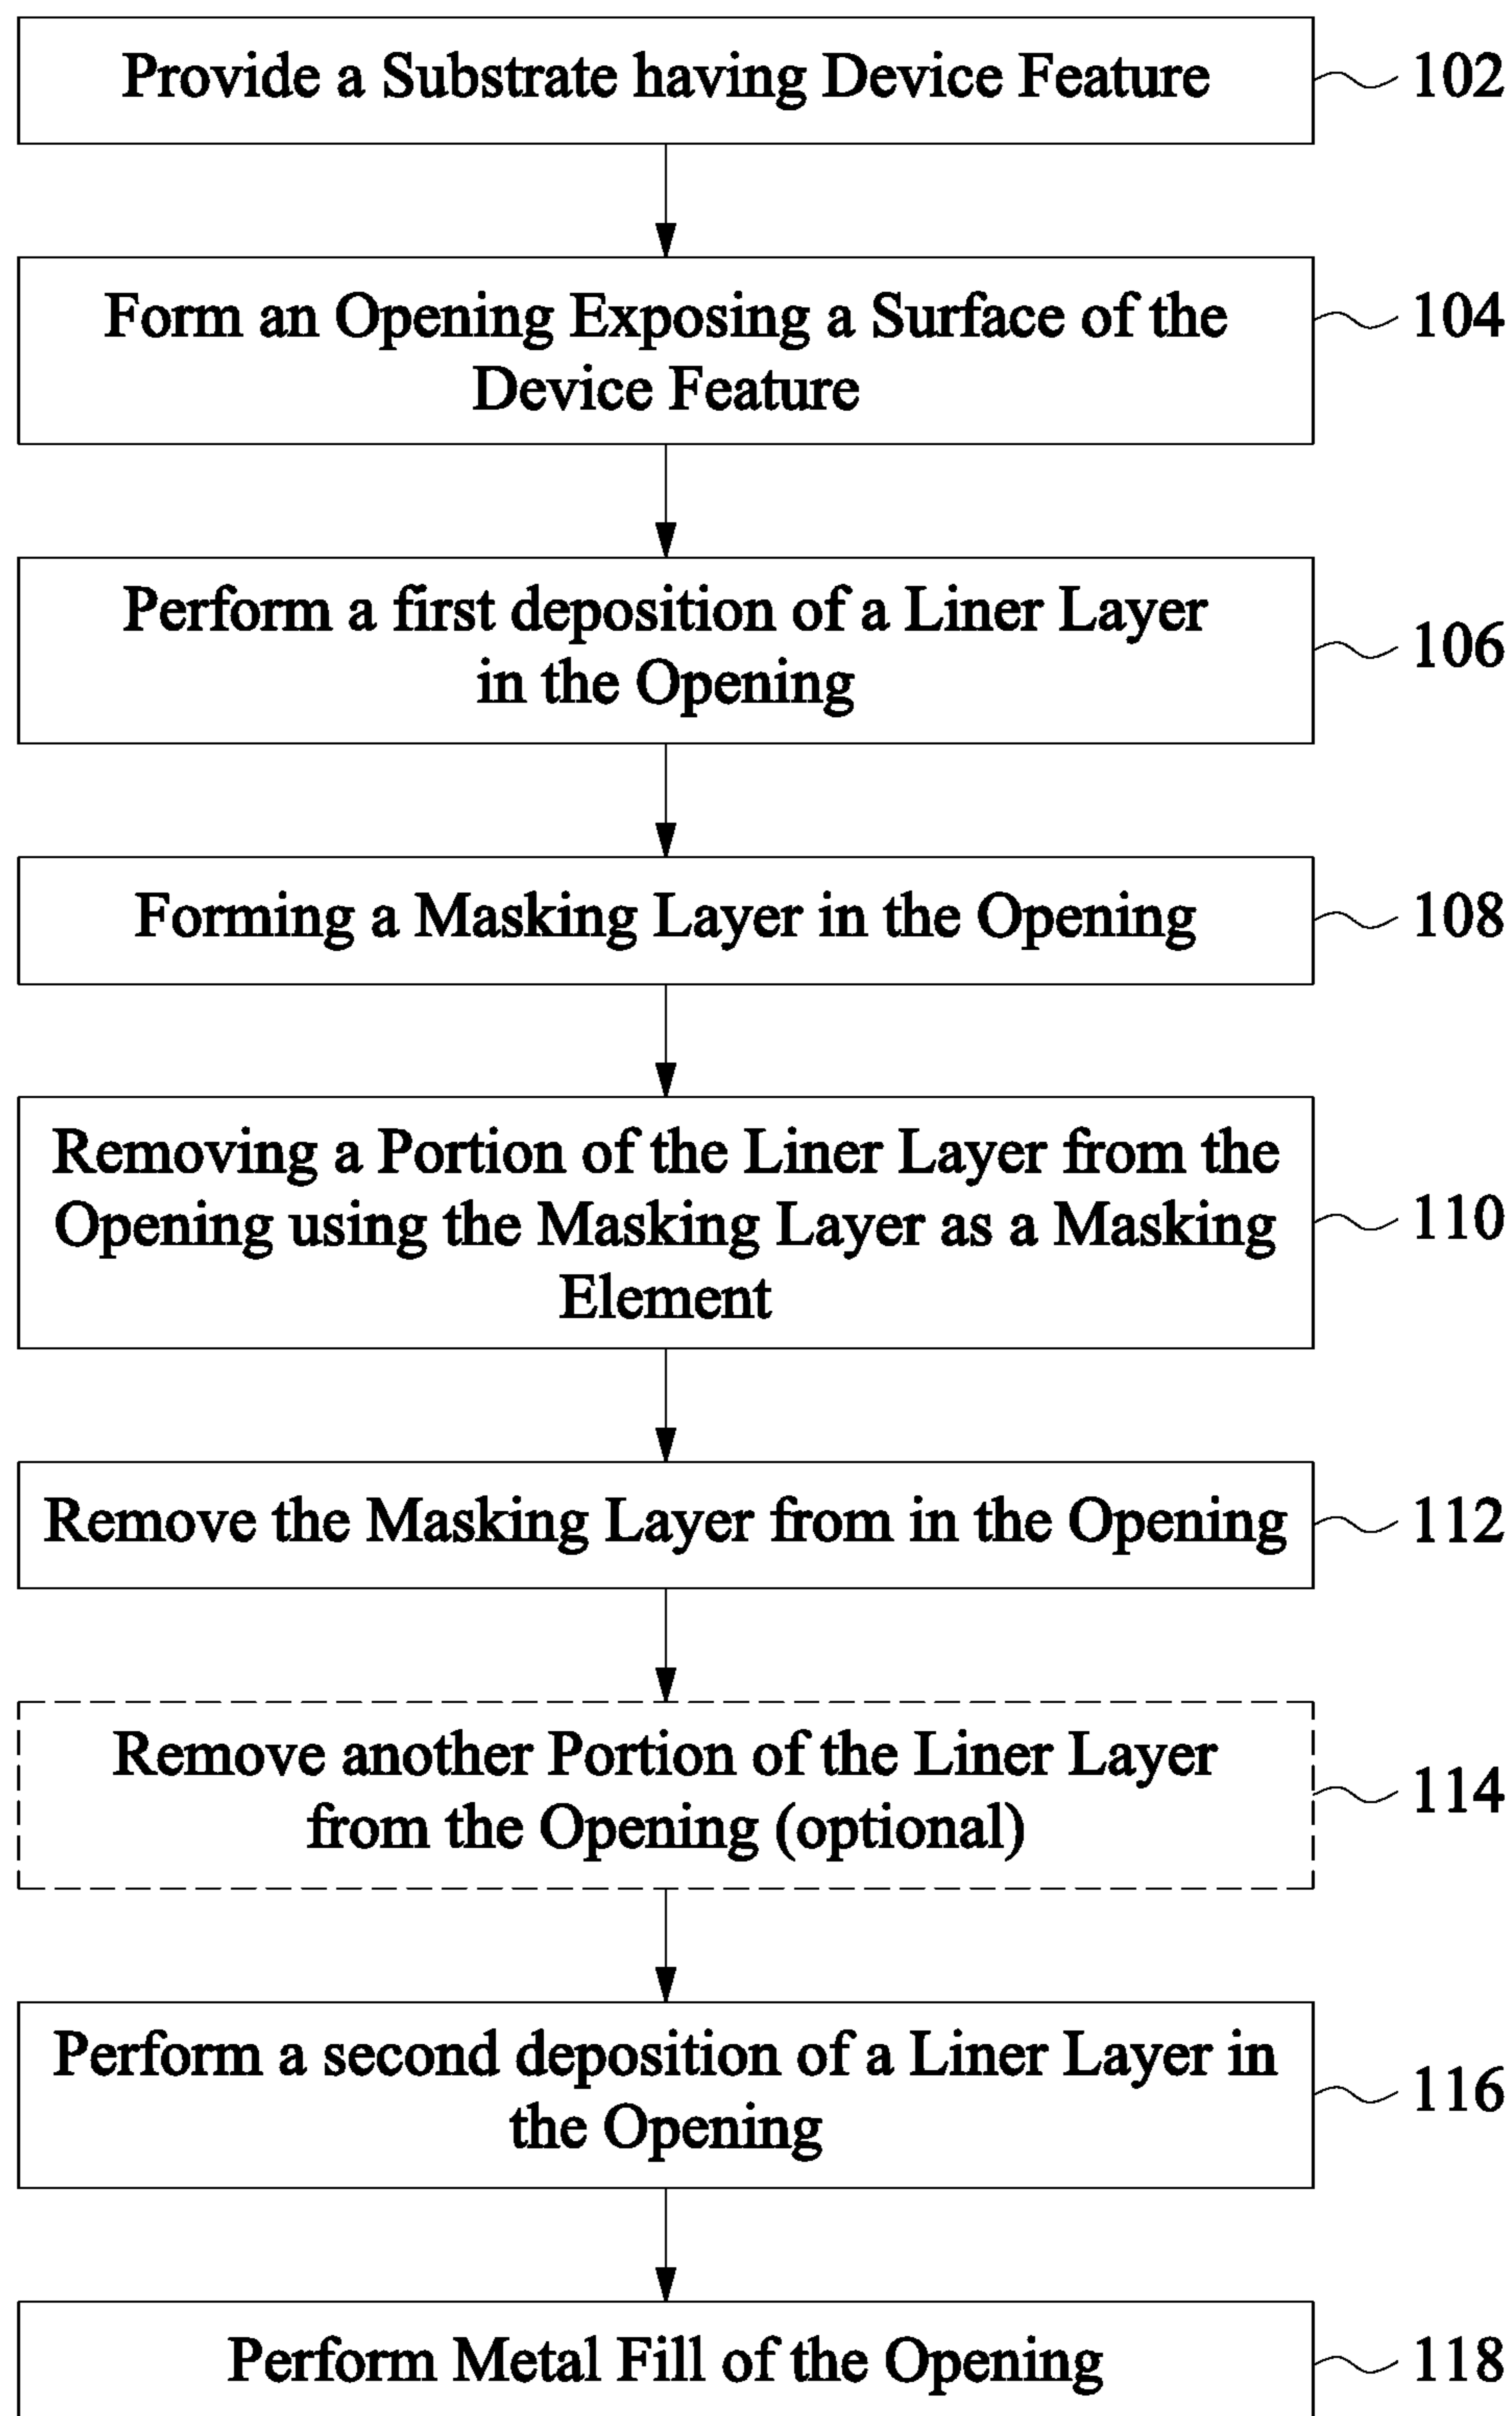 Provide a Substrate having Device Feature
102
Form an Opening Exposing a Surface of the
Device Feature
104
Perform a first deposition of a Liner Layer
in the Opening
106
Forming a Masking Layer in the Opening
108
Removing a Portion of the Liner Layer from the
Opening using the Masking Layer as a Masking
Element
110
Remove the Masking Layer from in the Opening
112
Remove another Portion of the Liner Layer
from the Opening (optional)
114
Perform a second deposition of a Liner Layer in
the Opening
116
Perform Metal Fill of the Opening
118